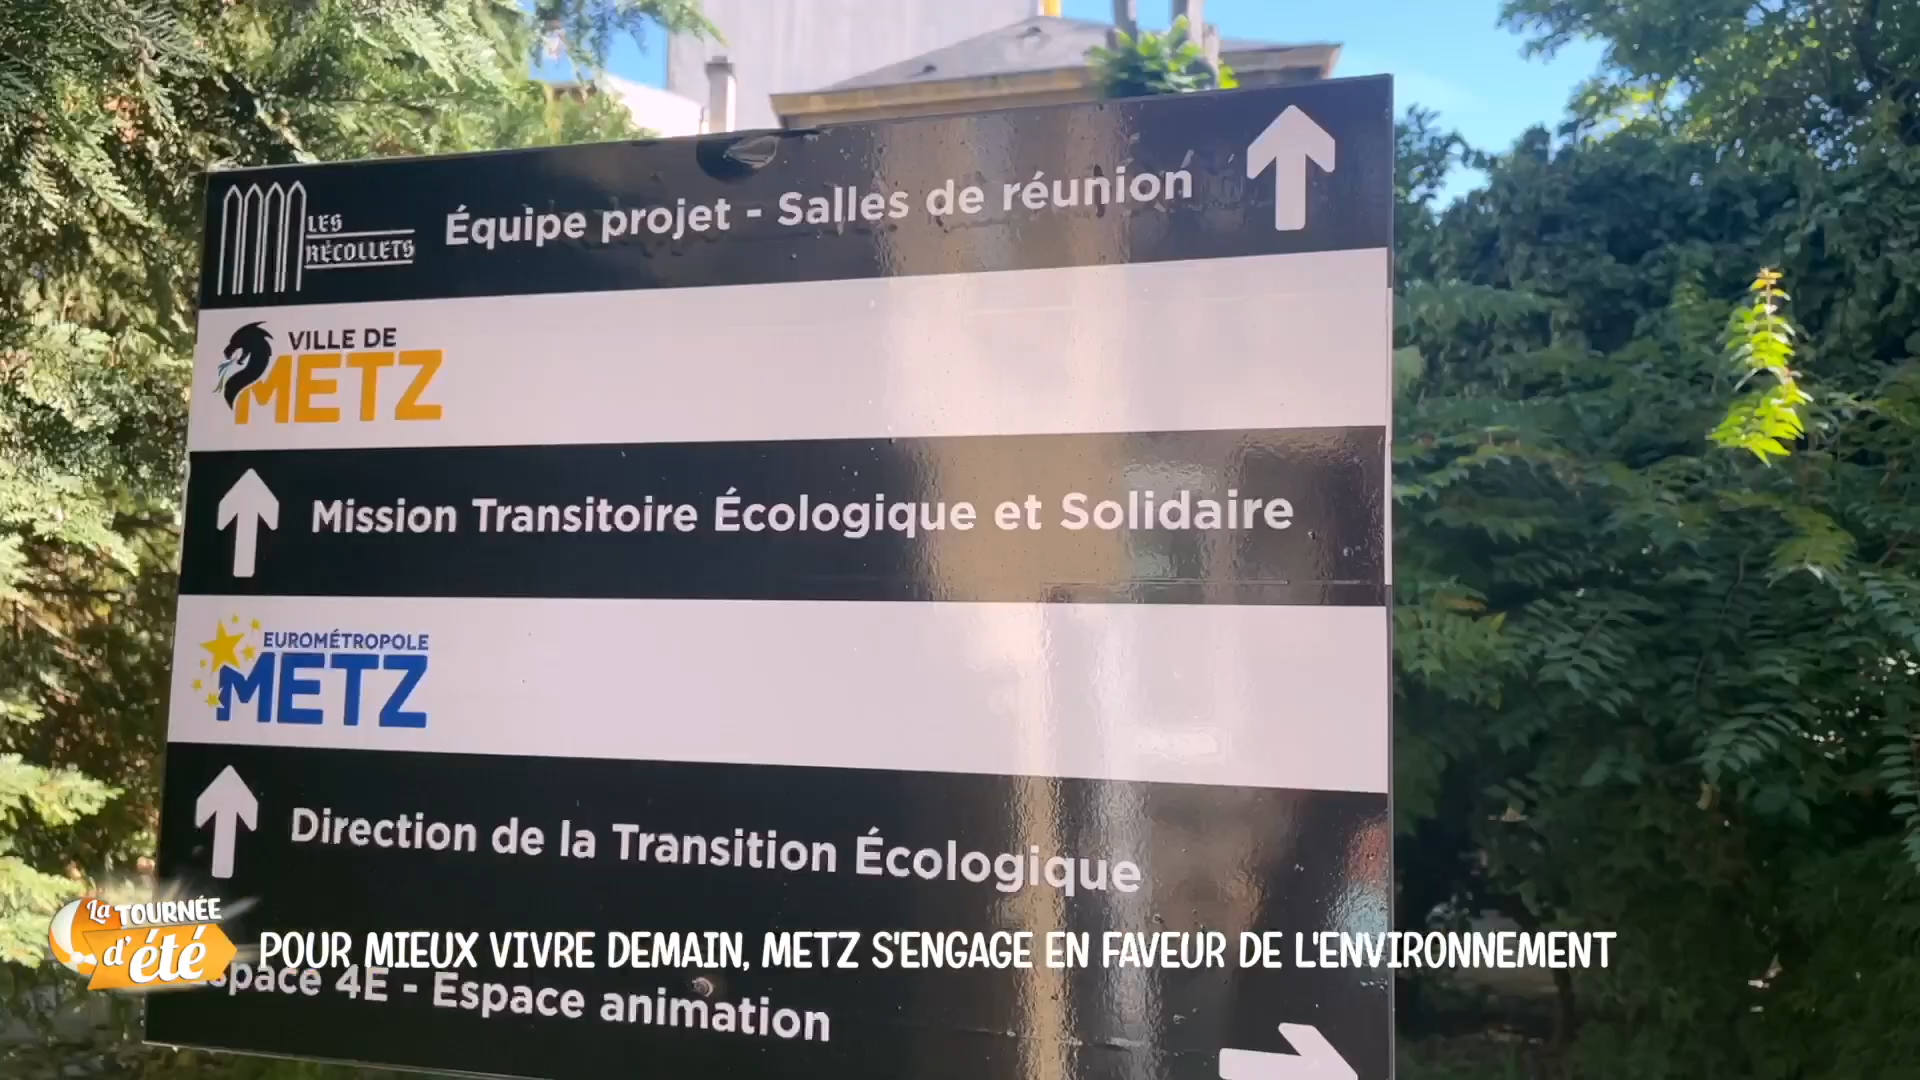 LES
RÉCOLLETS
Équipe projet - Salles de réunion
VILLE DE
METZ
Mission Transitoire Écologique et Solidaire
EUROMÉTROPOLE
METZ
Direction de la Transition Écologique
La TOURNÉE
d'été
POUR MIEUX VIVRE DEMAIN, METZ S'ENGAGE EN FAVEUR DE L'ENVIRONNEMENT
Espace 4E - Espace animation